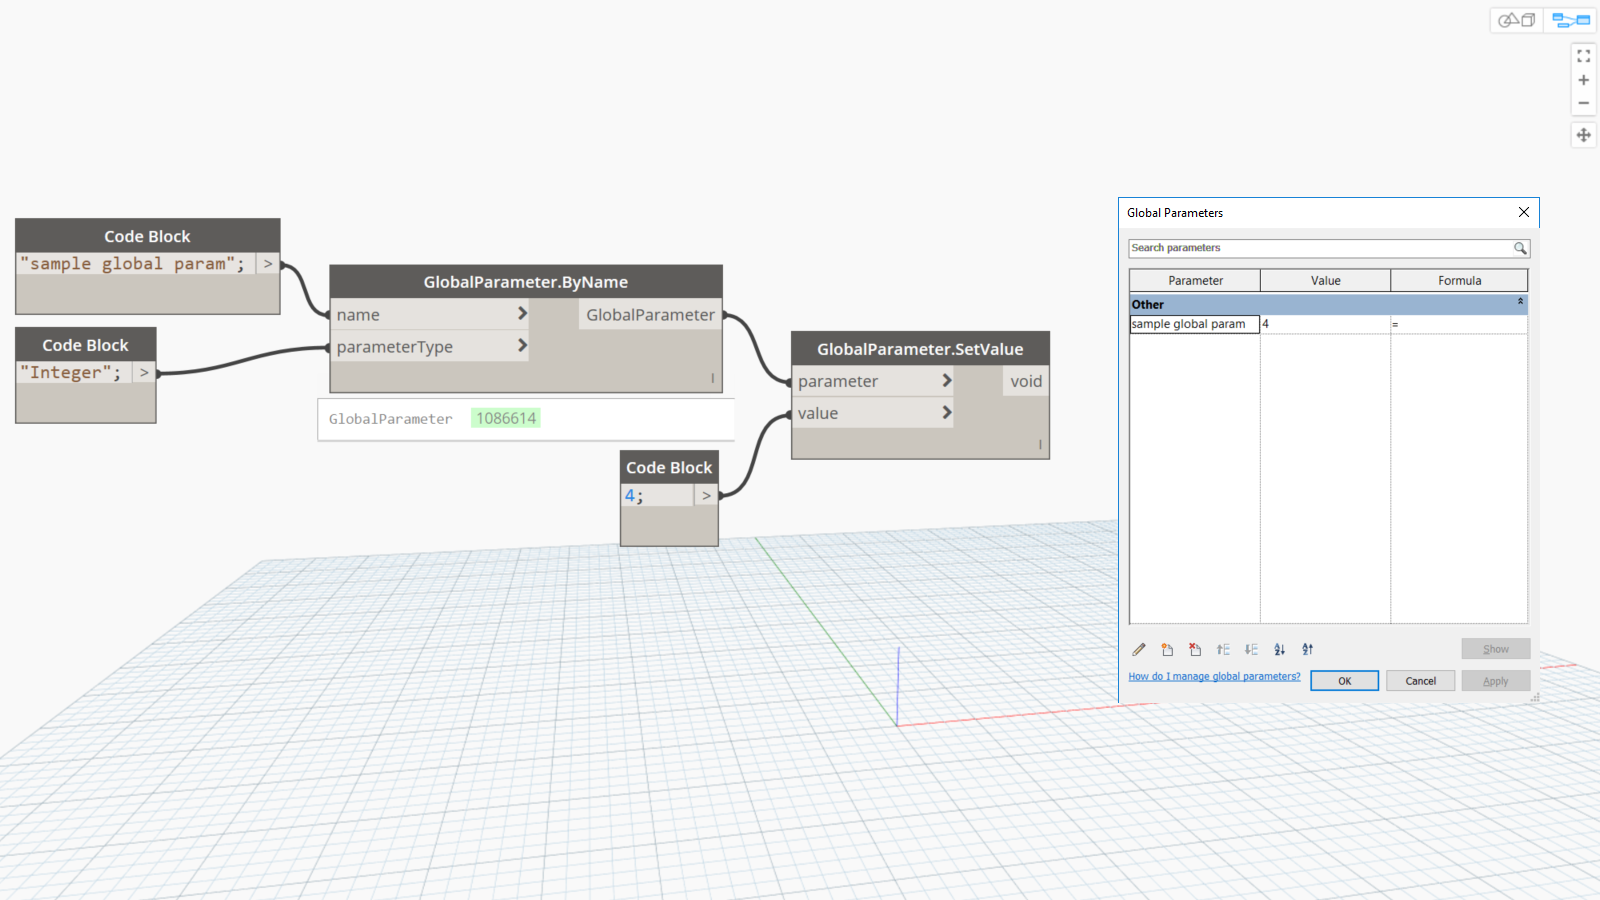 Code Block
"sample global param"; >
Code Block
"Integer"; >
GlobalParameter.ByName
name > GlobalParameter
parameterType >
GlobalParameter 1086614
Code Block
4; >
GlobalParameter.SetValue
parameter > void
value >
Global Parameters
Search parameters
Parameter Value Formula
Other
sample global param 4 =
Show
How do I manage global parameters? OK Cancel Apply